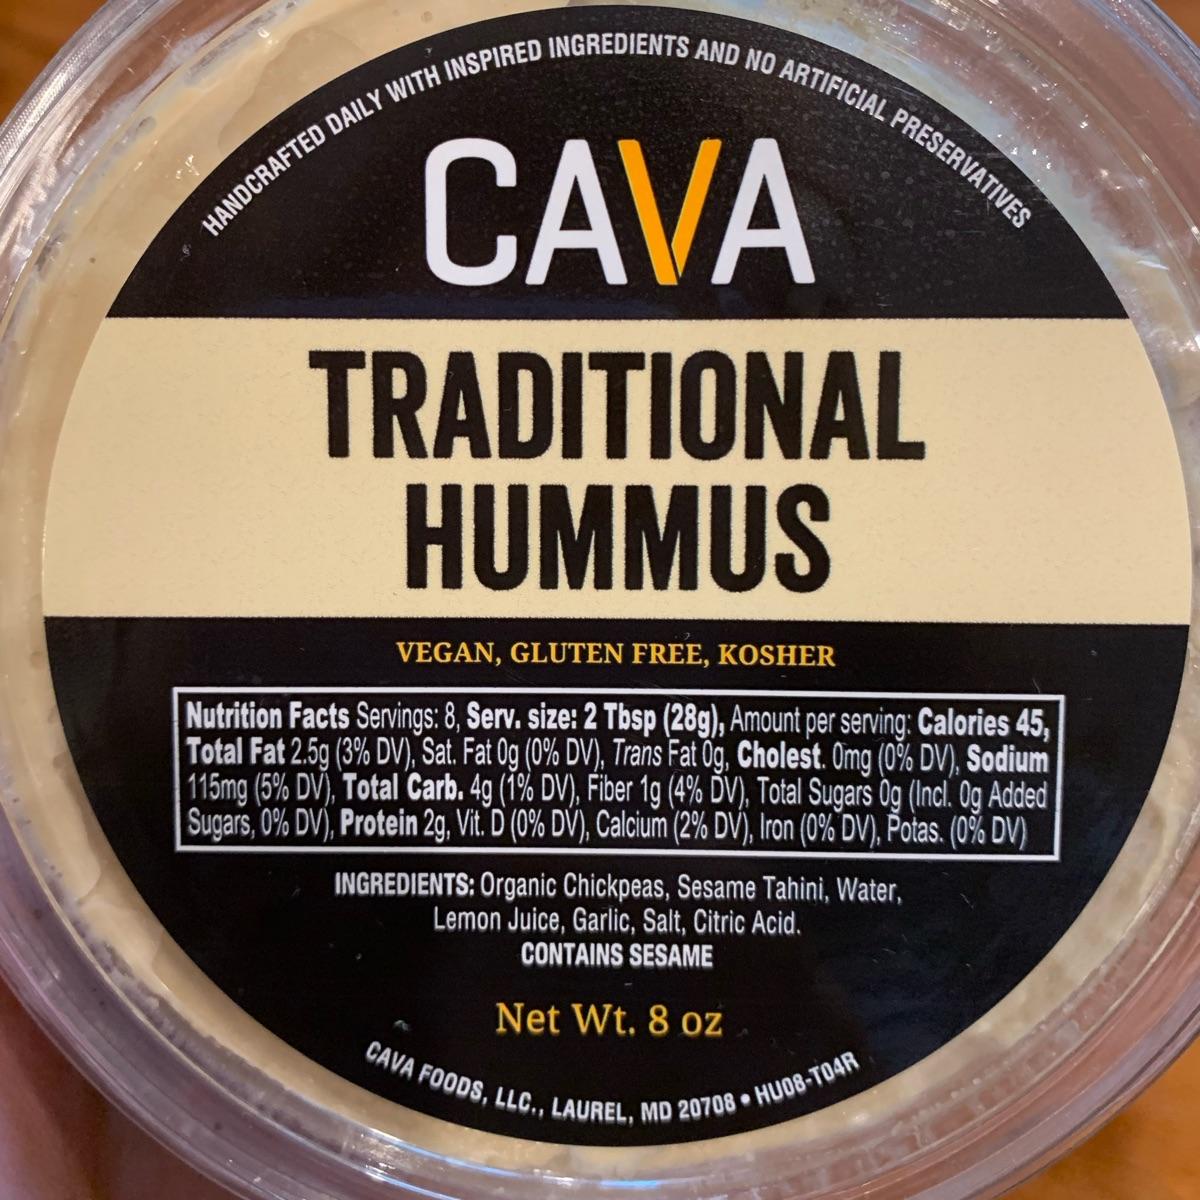 HANDCRAFTED DAILY WITH INSPIRED INGREDIENTS AND NO ARTIFICIAL PRESERVATIVES
CAVA
TRADITIONAL
HUMMUS
VEGAN, GLUTEN FREE, KOSHER
Nutrition Facts Servings: 8, Serv. size: 2 Tbsp (28g), Amount per serving: Calories 45,
Total Fat 2.5g (3% DV), Sat. Fat 0g (0% DV), Trans Fat 0g, Cholest. 0mg (0% DV), Sodium
115mg (5% DV), Total Carb. 4g (1% DV), Fiber 1g (4% DV), Total Sugars 0g (Incl. 0g Added
Sugars, 0% DV), Protein 2g, Vit. D (0% DV), Calcium (2% DV), Iron (0% DV), Potas. (0% DV)
INGREDIENTS: Organic Chickpeas, Sesame Tahini, Water,
Lemon Juice, Garlic, Salt, Citric Acid.
CONTAINS SESAME
Net Wt. 8 oz
CAVA FOODS, LLC., LAUREL, MD 20708 • HU08-T04R